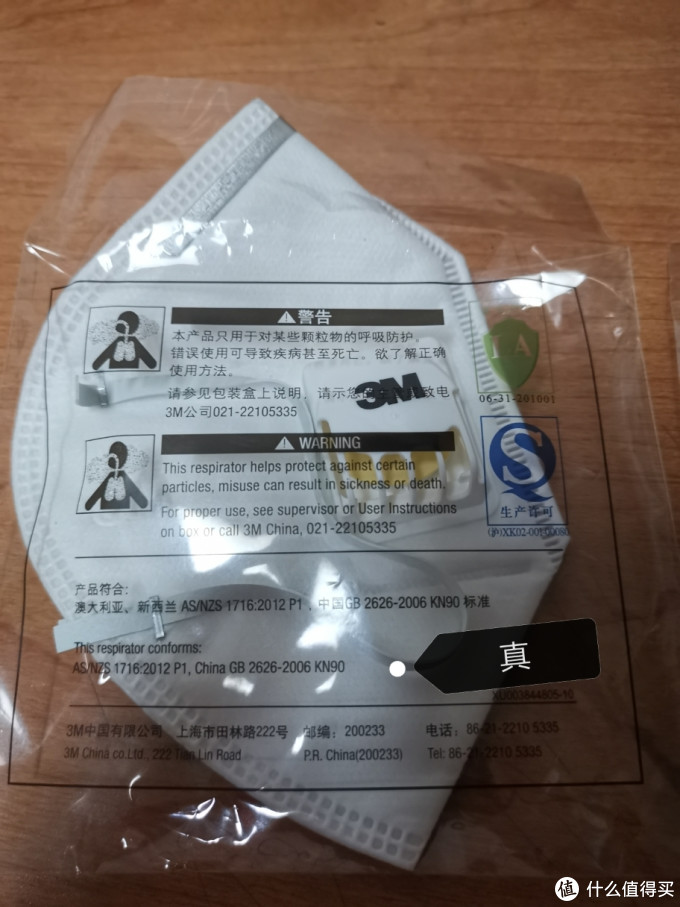 ⚠警告
本产品只用于对某些颗粒物的呼吸防护。
错误使用可导致疾病甚至死亡。欲了解正确
使用方法。
请参见包装盒上说明，请示您的
致电
3M公司021-22105335
3M
⚠ WARNING
This respirator helps protect against certain
particles, misuse can result in sickness or death.
For proper use, see supervisor or User Instructions
on box or call 3M China, 021-22105335
06-31-201001
生产许可
产品符合:
澳大利亚、新西兰 AS/NZS 1716:2012 P1 , 中国GB 2626-2006 KN90 标准
This respirator conforms:
AS/NZS 1716:2012 P1, China GB 2626-2006 KN90
真
3M中国有限公司 上海市田林路222号 邮编: 200233 电话: 86-21-2210 5335
3M China co.Ltd., 222 Tian Lin Road P.R. China(200233) Tel: 86-21-2210 5335
值 什么值得买